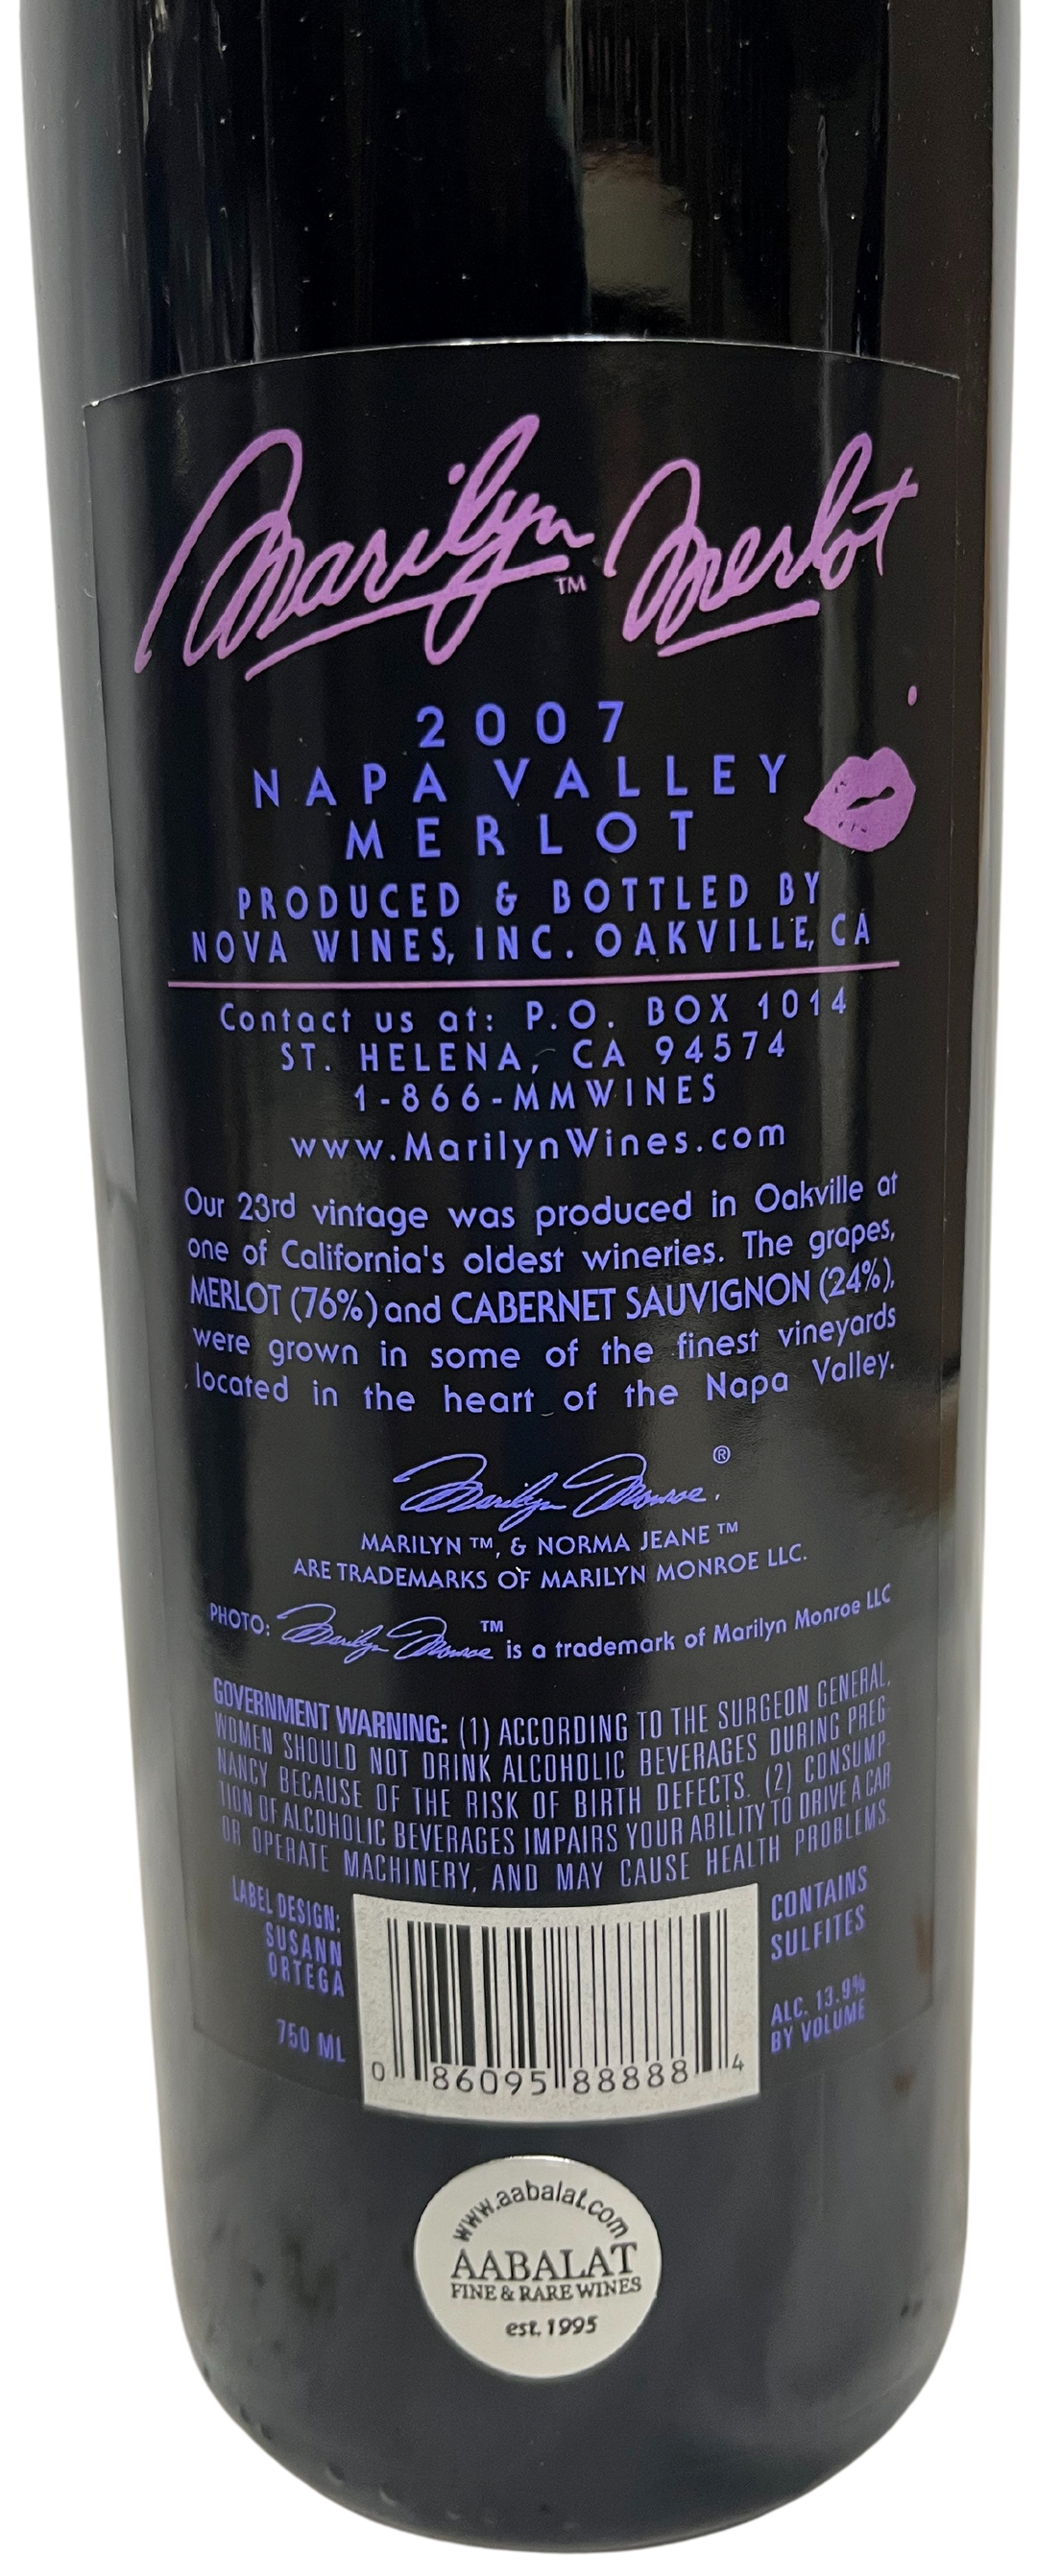 Marilyn Merlot
TM
2007
NAPA VALLEY
MERLOT
PRODUCED & BOTTLED BY
NOVA WINES, INC. OAKVILLE, CA
Contact us at: P.O. BOX 1014
ST. HELENA, CA 94574
1-866-MMWINES
www.MarilynWines.com
Our 23rd vintage was produced in Oakville at
one of California's oldest wineries. The grapes,
MERLOT (76%) and CABERNET SAUVIGNON (24%),
were grown in some of the finest vineyards
located in the heart of the Napa Valley.
Marilyn Monroe®.
MARILYN ™, & NORMA JEANE ™
ARE TRADEMARKS OF MARILYN MONROE LLC.
PHOTO: Marilyn Monroe ™ is a trademark of Marilyn Monroe LLC
GOVERNMENT WARNING: (1) ACCORDING TO THE SURGEON GENERAL,
WOMEN SHOULD NOT DRINK ALCOHOLIC BEVERAGES DURING PREG-
NANCY BECAUSE OF THE RISK OF BIRTH DEFECTS. (2) CONSUMP-
TION OF ALCOHOLIC BEVERAGES IMPAIRS YOUR ABILITY TO DRIVE A CAR
OR OPERATE MACHINERY, AND MAY CAUSE HEALTH PROBLEMS.
LABEL DESIGN:
SUSANN
ORTEGA
750 ML
CONTAINS
SULFITES
ALC. 13.9%
BY VOLUME
0 86095 88888 4
www.aabalat.com
AABALAT
FINE & RARE WINES
est. 1995